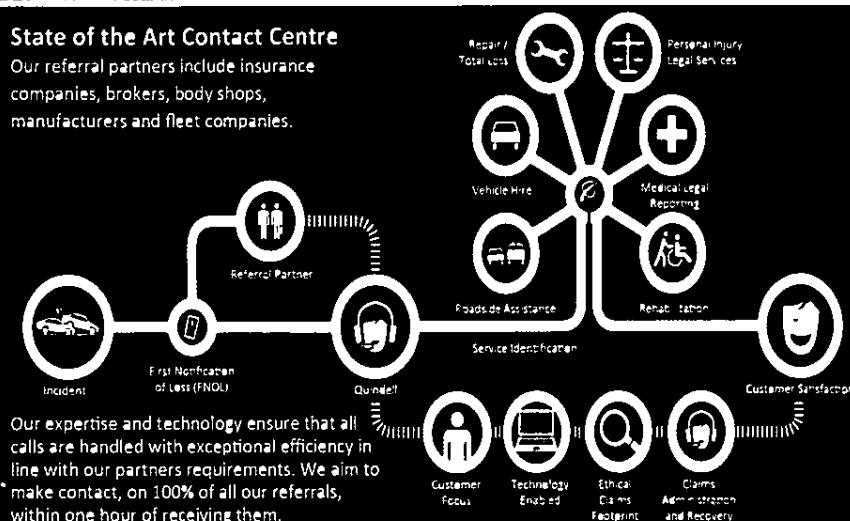 State of the Art Contact Centre
Our referral partners include insurance
companies, brokers, body shops,
manufacturers and fleet companies.
Repair /
Total Loss
Personal Injury
Legal Services
Vehicle Hire
Medical Legal
Reporting
Referral Partner
Roadside Assistance
Rehabilitation
Incident
First Notification
of Loss (FNOL)
Quindell
Service Identification
Customer Satisfaction
Our expertise and technology ensure that all
calls are handled with exceptional efficiency in
line with our partners requirements. We aim to
make contact, on 100% of all our referrals,
within one hour of receiving them.
Customer
Focus
Technology
Enabled
Ethical
Claims
Footprint
Claims
Administration
and Recovery